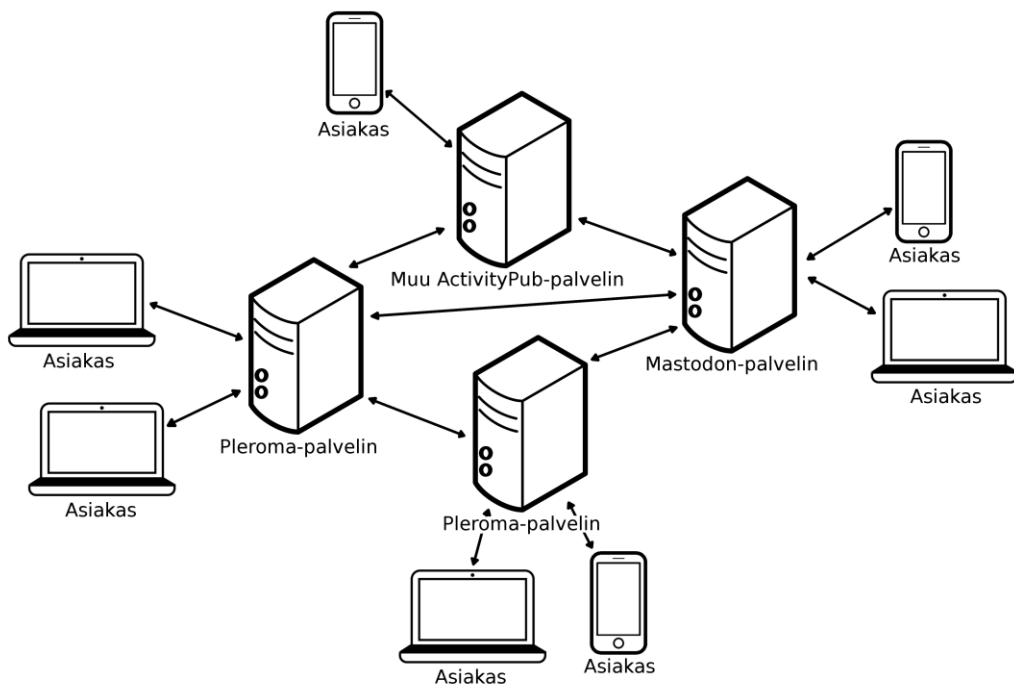 Asiakas
Asiakas
Muu ActivityPub-palvelin
Asiakas
Mastodon-palvelin
Asiakas
Pleroma-palvelin
Asiakas
Asiakas
Pleroma-palvelin
Asiakas
Asiakas